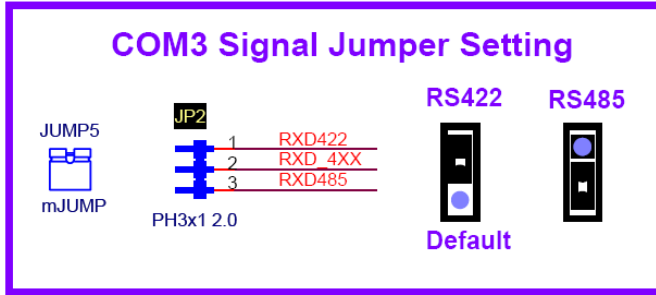 COM3 Signal Jumper Setting
RS422 RS485
JP2
JUMP5
1 RXD422
2 RXD_4XX
3 RXD485
mJUMP
PH3x1 2.0
Default